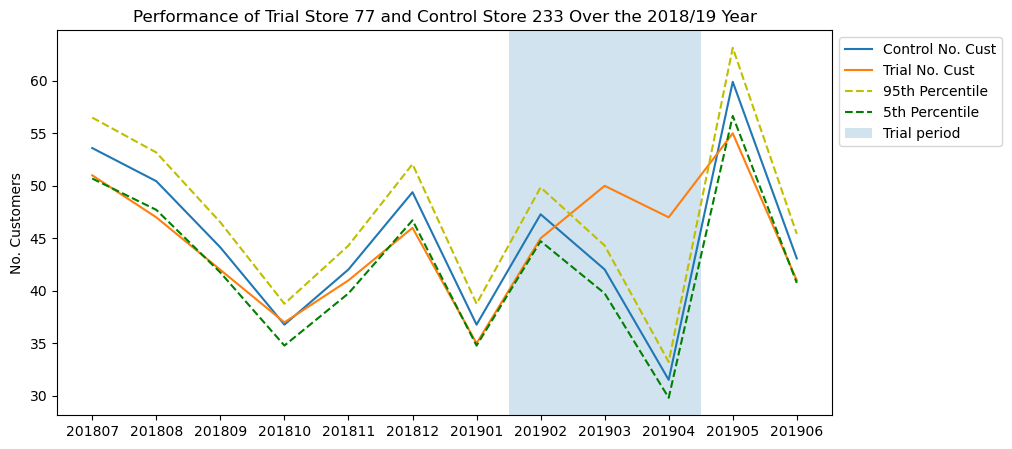 Performance of Trial Store 77 and Control Store 233 Over the 2018/19 Year
No. Customers
60
55
50
45
40
35
30
201807 201808 201809 201810 201811 201812 201901 201902 201903 201904 201905 201906
Control No. Cust
Trial No. Cust
95th Percentile
5th Percentile
Trial period